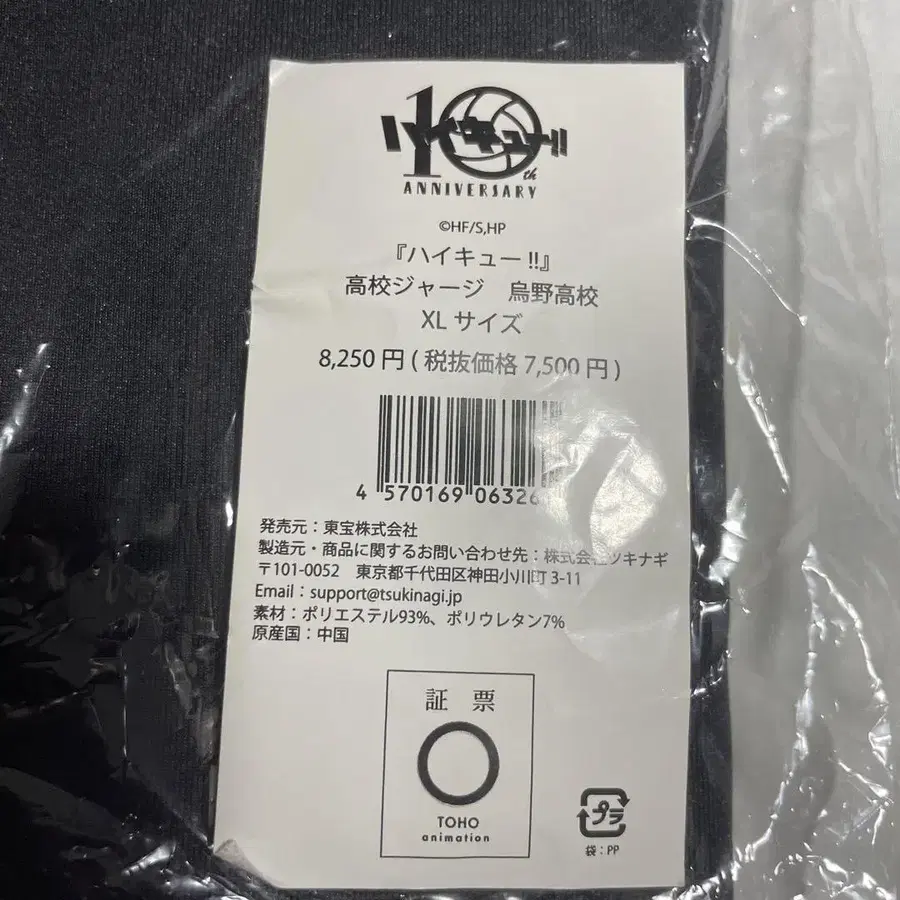 ハイキュー!!
10th
ANNIVERSARY
©HF/S,HP
『ハイキュー!!』
高校ジャージ 烏野高校
XL サイズ
8,250 円 ( 税抜価格 7,500 円 )
4 570169 06326
発売元：東宝株式会社
製造元・商品に関するお問い合わせ先：株式会社ツキナギ
〒101-0052 東京都千代田区神田小川町 3-11
Email：support@tsukinagi.jp
素材：ポリエステル93%、ポリウレタン7%
原産国：中国
証 票
TOHO
animation
プラ
袋：PP